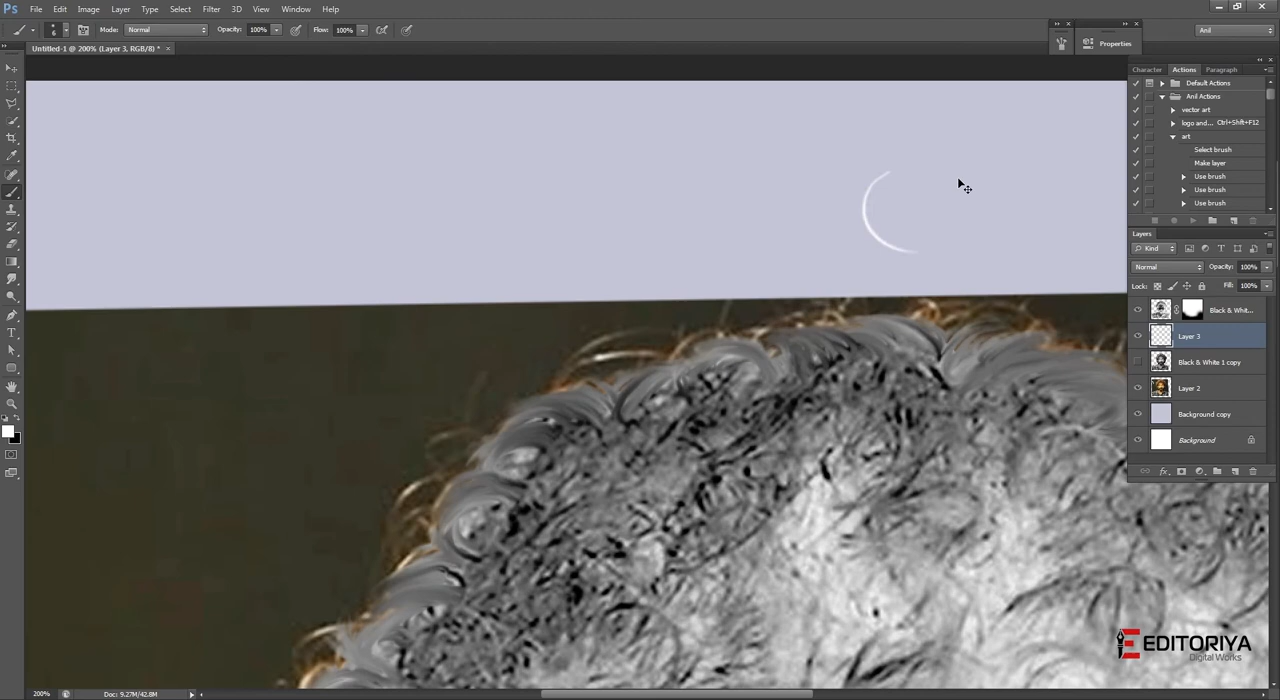 Ps File Edit Image Layer Type Select Filter 3D View Window Help
6 Mode: Normal Opacity: 100% Flow: 100% Anil
Untitled-1 @ 200% (Layer 3, RGB/8) * ×
Properties
Character Actions Paragraph
Default Actions
Anil Actions
vector art
logo and... Ctrl+Shft+F12
art
Select brush
Make layer
Use brush
Use brush
Use brush
Layers
Kind
Normal Opacity: 100%
Lock: Fill: 100%
Black & Whit...
Layer 3
Black & White 1 copy
Layer 2
Background copy
Background
EDITORIYA
Digital Works
200% Doc: 9.27M/42.8M